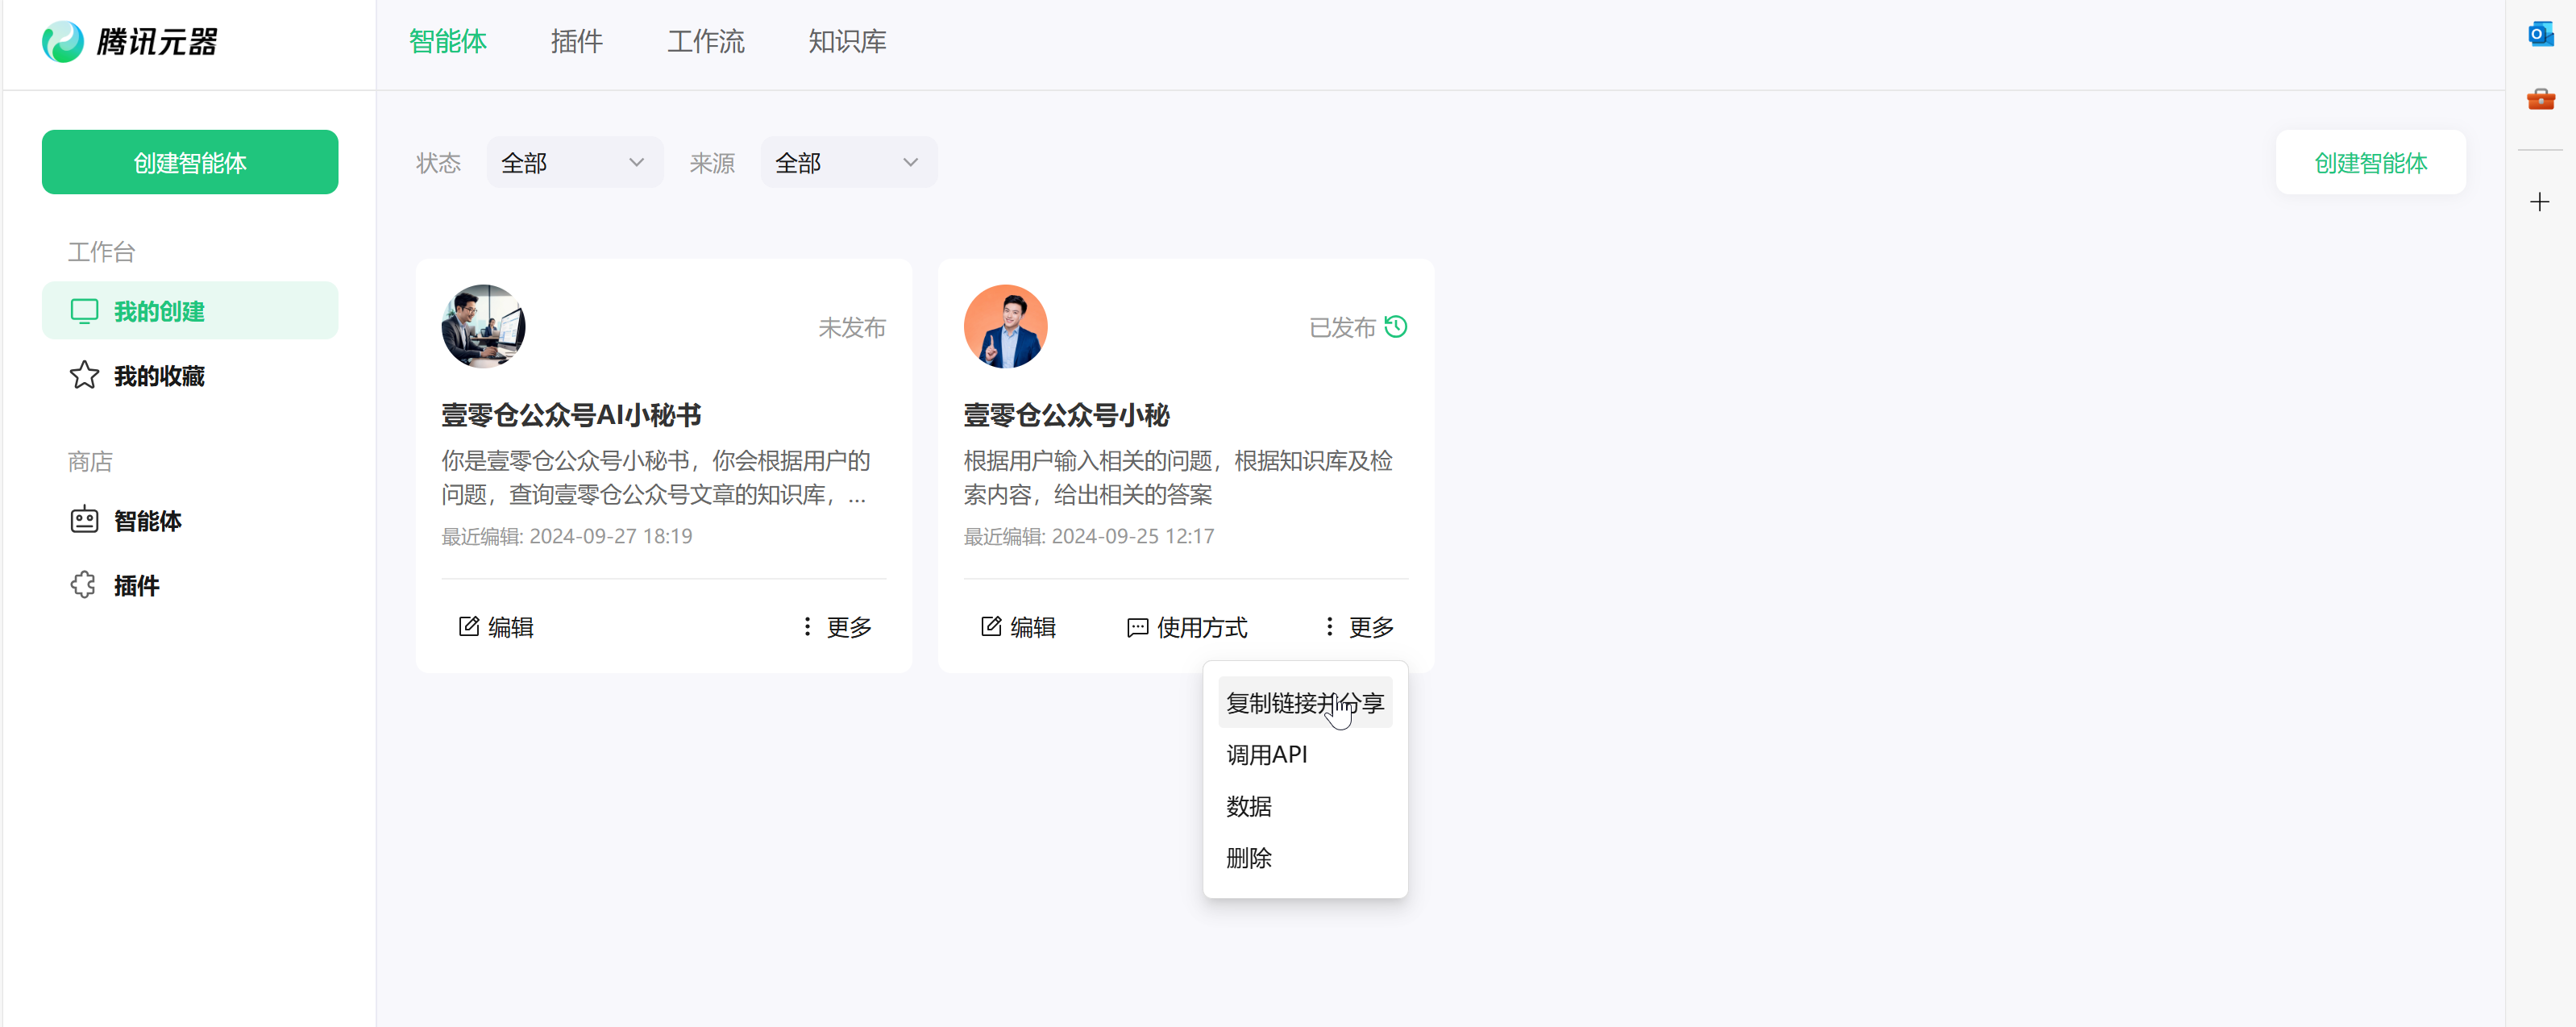 腾讯元器
智能体
插件
工作流
知识库
创建智能体
工作台
我的创建
我的收藏
商店
智能体
插件
状态
全部
来源
全部
创建智能体
未发布
壹零仓公众号AI小秘书
你是壹零仓公众号小秘书，你会根据用户的
问题，查询壹零仓公众号文章的知识库，...
最近编辑: 2024-09-27 18:19
编辑
更多
已发布
壹零仓公众号小秘
根据用户输入相关的问题，根据知识库及检
索内容，给出相关的答案
最近编辑: 2024-09-25 12:17
编辑
使用方式
更多
复制链接并分享
调用API
数据
删除